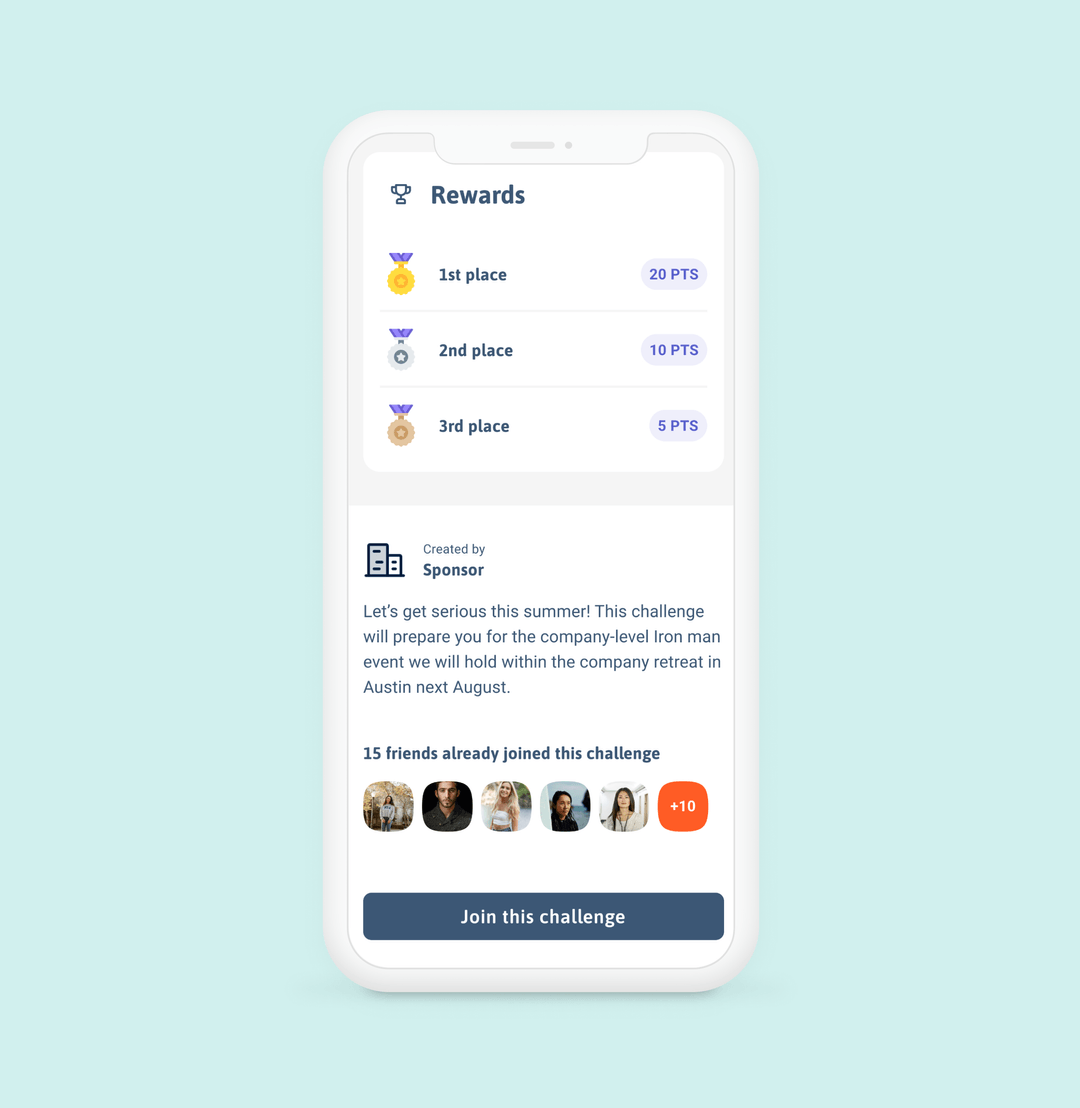 Rewards
1st place
20 PTS
2nd place
10 PTS
3rd place
5 PTS
Created by
Sponsor
Let’s get serious this summer! This challenge
will prepare you for the company-level Iron man
event we will hold within the company retreat in
Austin next August.
15 friends already joined this challenge
+10
Join this challenge